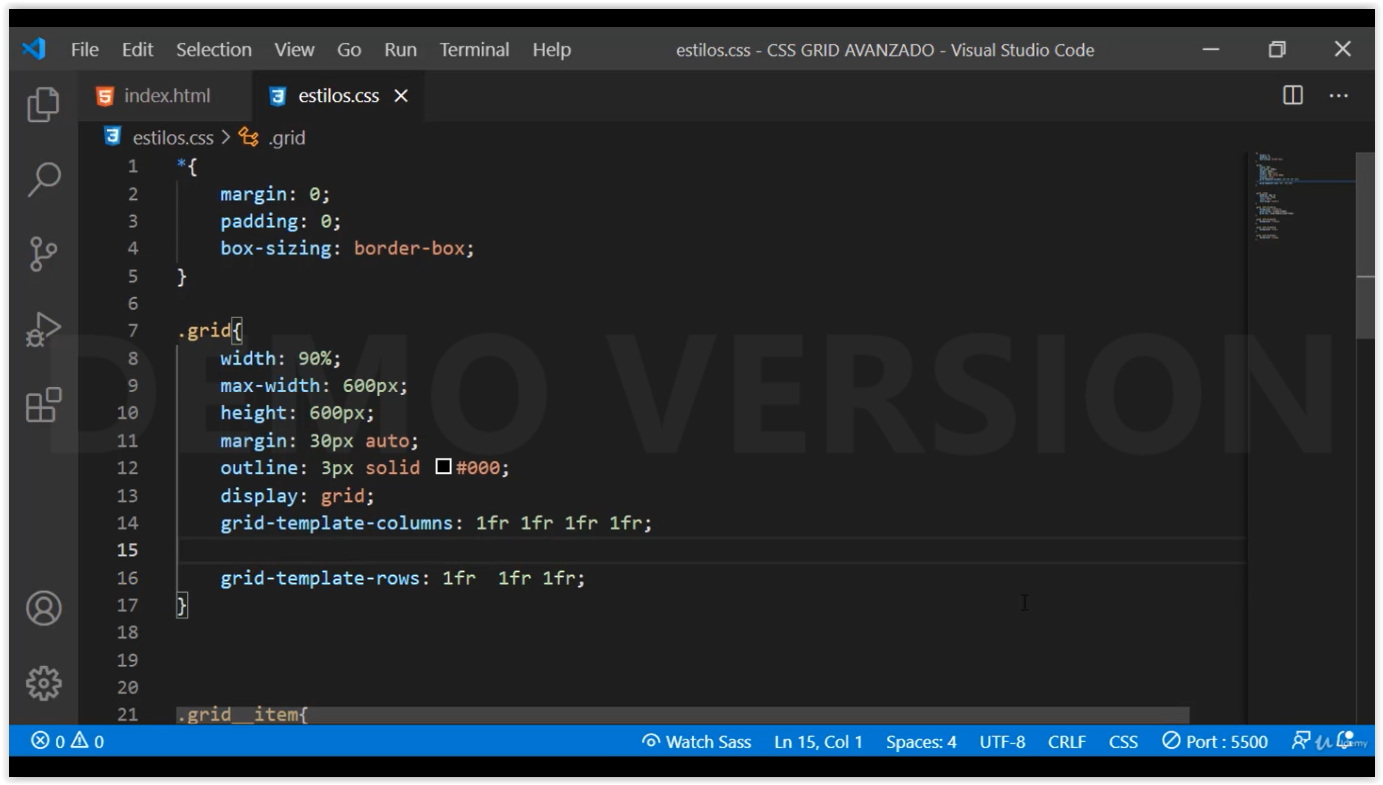 File Edit Selection View Go Run Terminal Help estilos.css - CSS GRID AVANZADO - Visual Studio Code
index.html estilos.css
estilos.css > .grid
1 *{
2 margin: 0;
3 padding: 0;
4 box-sizing: border-box;
5 }
6
7 .grid{
8 width: 90%;
9 max-width: 600px;
10 height: 600px;
11 margin: 30px auto;
12 outline: 3px solid #000;
13 display: grid;
14 grid-template-columns: 1fr 1fr 1fr 1fr;
15
16 grid-template-rows: 1fr  1fr 1fr;
17 }
18
19
20
21 .grid__item{
DEMO VERSION
0 0 Watch Sass Ln 15, Col 1 Spaces: 4 UTF-8 CRLF CSS Port : 5500